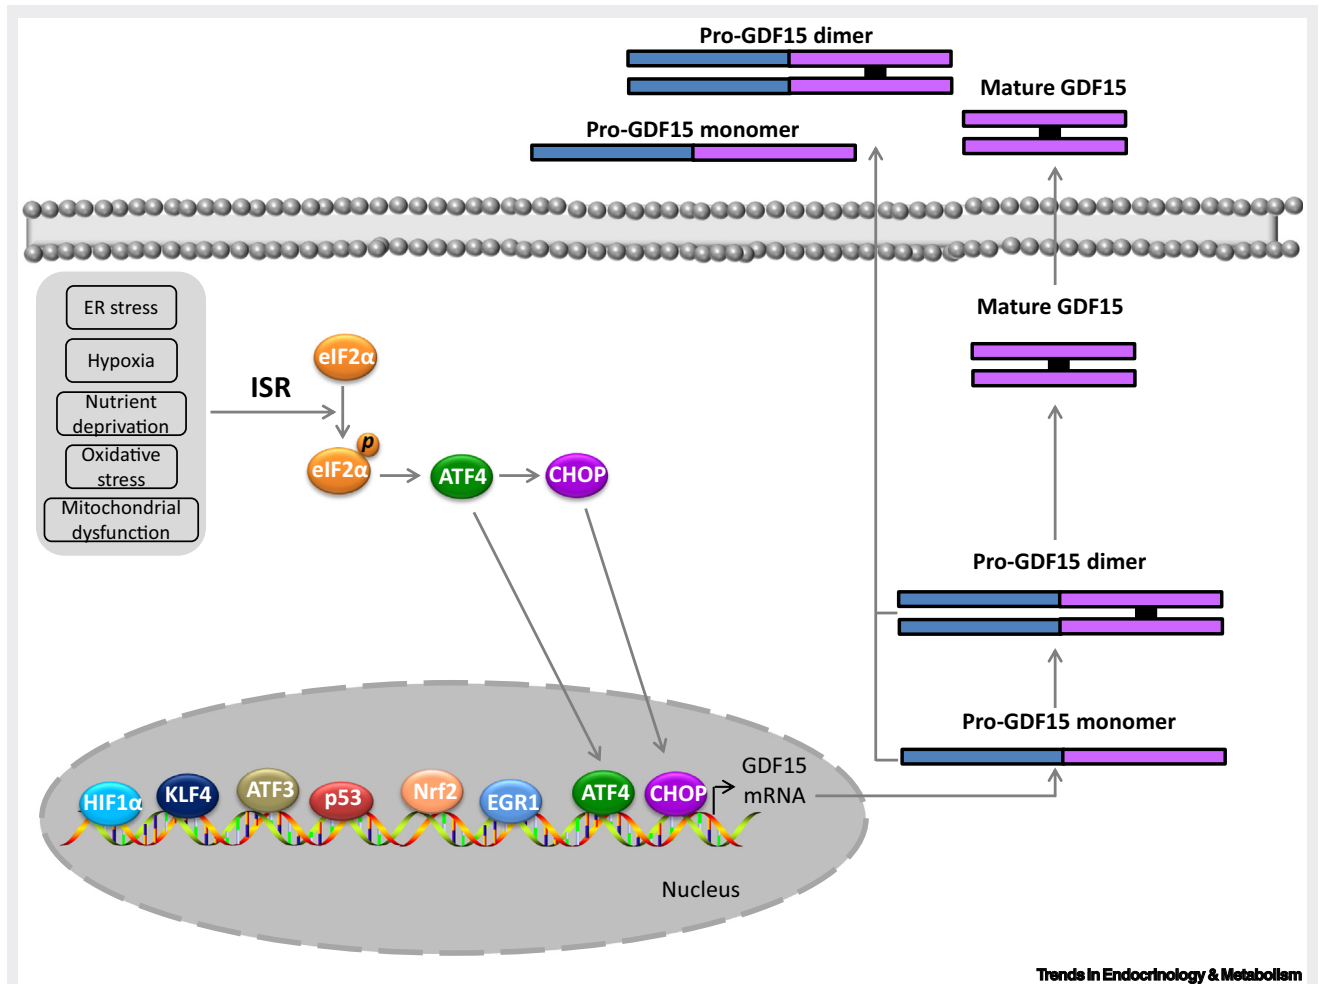 Pro-GDF15 dimer
Mature GDF15
Pro-GDF15 monomer
ER stress
Hypoxia
Nutrient
deprivation
Oxidative
stress
Mitochondrial
dysfunction
ISR
eIF2α
p
eIF2α
ATF4
CHOP
Mature GDF15
Pro-GDF15 dimer
Pro-GDF15 monomer
HIF1α
KLF4
ATF3
p53
Nrf2
EGR1
ATF4
CHOP
GDF15
mRNA
Nucleus
Trends in Endocrinology & Metabolism